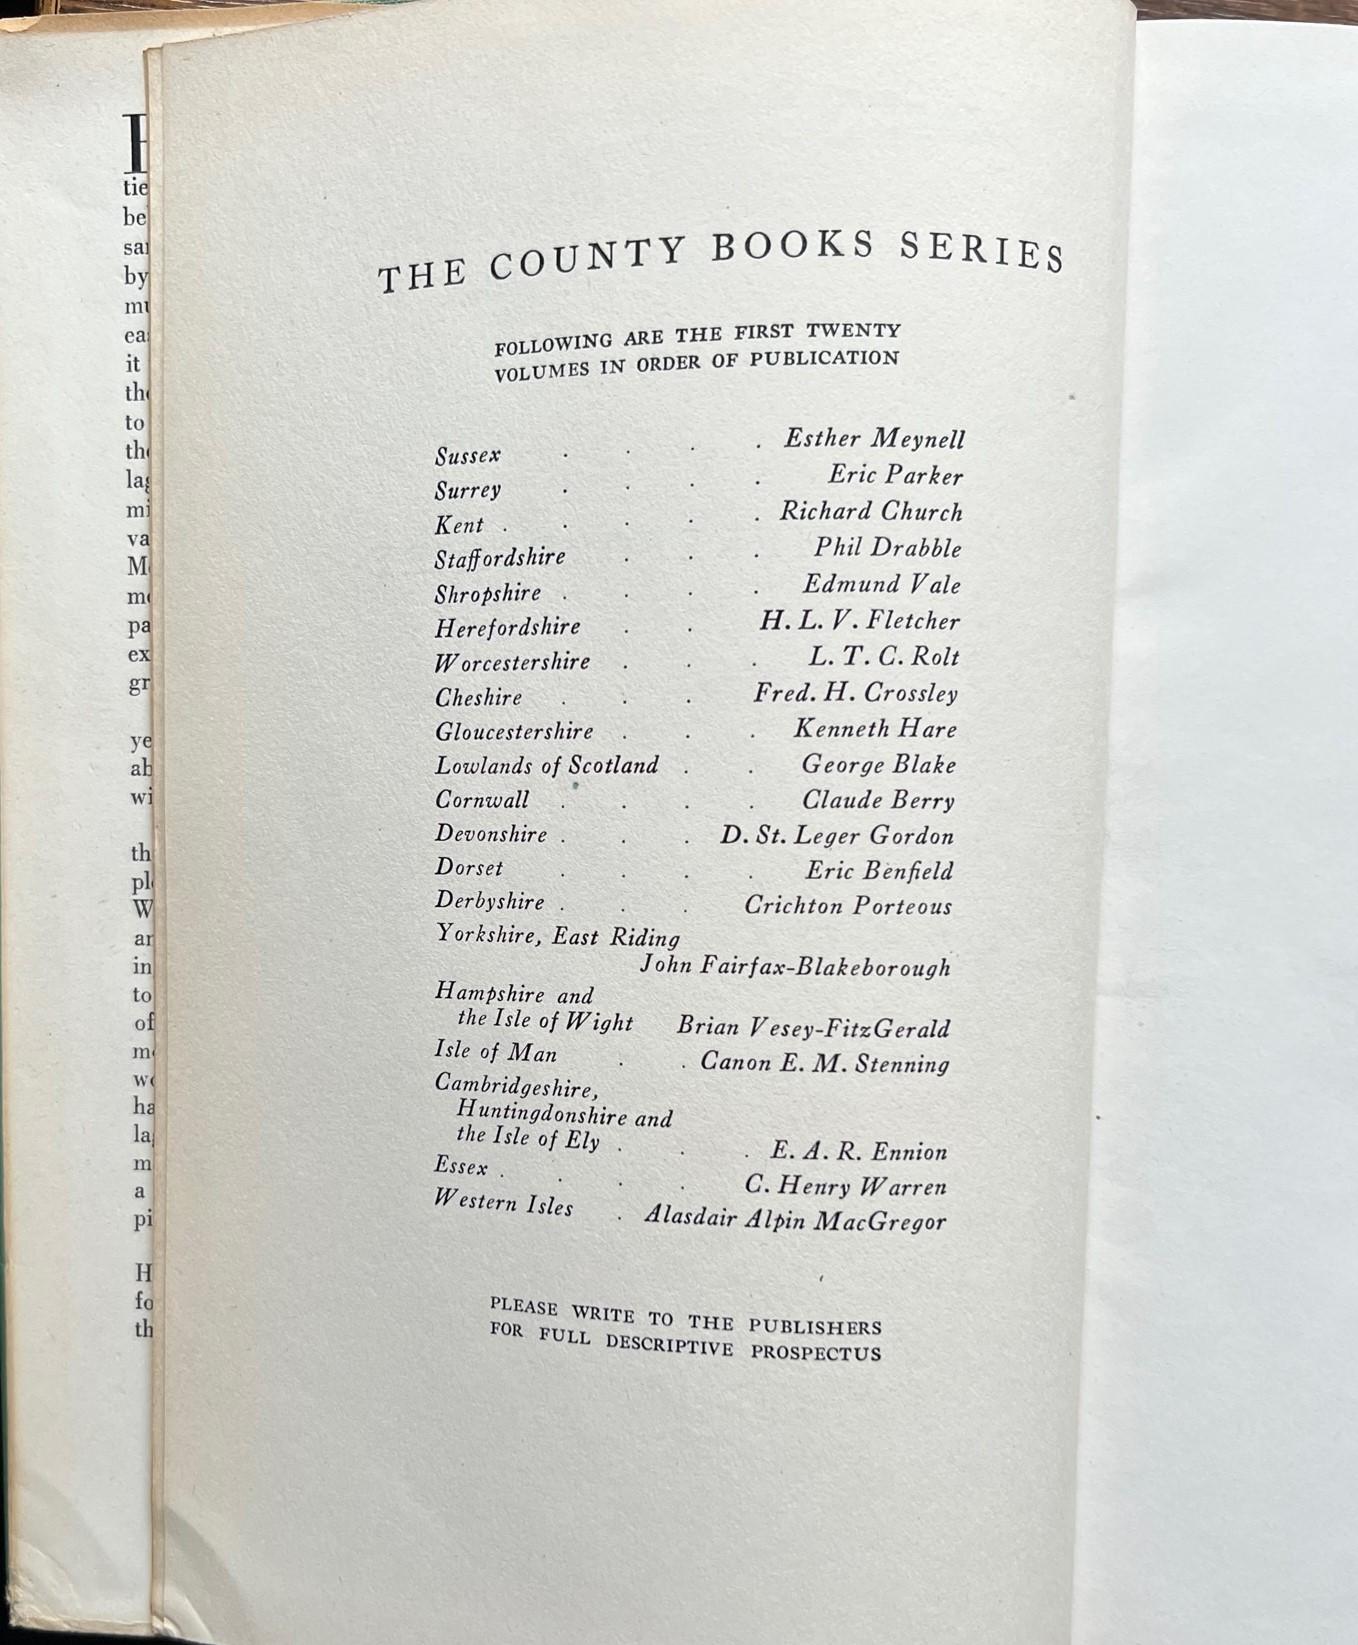 THE COUNTY BOOKS SERIES
FOLLOWING ARE THE FIRST TWENTY
VOLUMES IN ORDER OF PUBLICATION
Sussex . . . . Esther Meynell
Surrey . . . . Eric Parker
Kent . . . . . Richard Church
Staffordshire . . . Phil Drabble
Shropshire . . . . Edmund Vale
Herefordshire . . H. L. V. Fletcher
Worcestershire . . . L. T. C. Rolt
Cheshire . . . Fred. H. Crossley
Gloucestershire . . . Kenneth Hare
Lowlands of Scotland . . George Blake
Cornwall . . . . Claude Berry
Devonshire . . . D. St. Leger Gordon
Dorset . . . . Eric Benfield
Derbyshire . . . Crichton Porteous
Yorkshire, East Riding
John Fairfax-Blakeborough
Hampshire and
the Isle of Wight Brian Vesey-FitzGerald
Isle of Man . . Canon E. M. Stenning
Cambridgeshire,
Huntingdonshire and
the Isle of Ely . . . E. A. R. Ennion
Essex . . . . C. Henry Warren
Western Isles . Alasdair Alpin MacGregor
PLEASE WRITE TO THE PUBLISHERS
FOR FULL DESCRIPTIVE PROSPECTUS